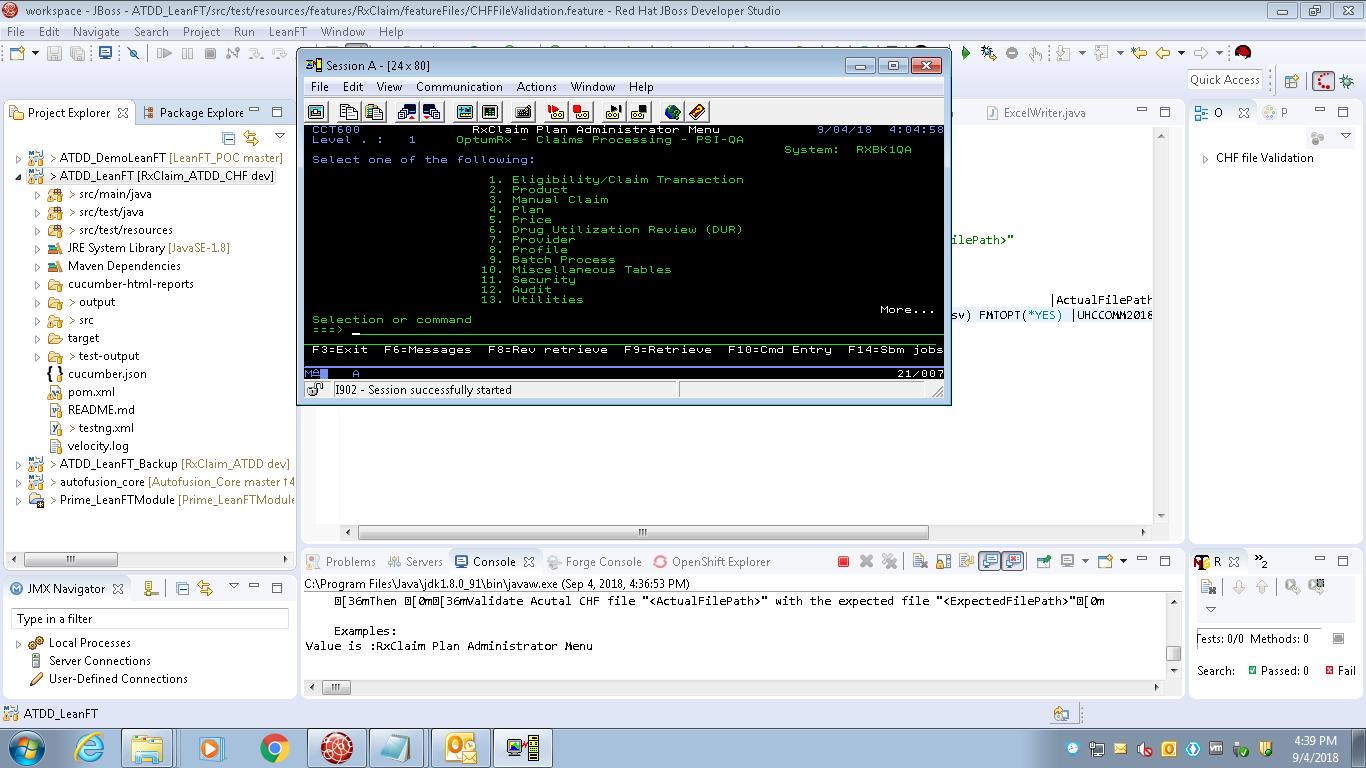 workspace - JBoss - ATDD_LeanFT/src/test/resources/features/RxClaim/featureFiles/CHFFileValidation.feature - Red Hat JBoss Developer Studio
File Edit Navigate Search Project Run LeanFT Window Help
Quick Access
Project Explorer
Package Explore
> ATDD_DemoLeanFT [LeanFT_POC master]
> ATDD_LeanFT [RxClaim_ATDD_CHF dev]
> src/main/java
> src/test/java
> src/test/resources
JRE System Library [JavaSE-1.8]
Maven Dependencies
cucumber-html-reports
> output
> src
target
> test-output
cucumber.json
pom.xml
README.md
> testng.xml
velocity.log
> ATDD_LeanFT_Backup [RxClaim_ATDD dev]
> autofusion_core [Autofusion_Core master ↑4
> Prime_LeanFTModule [Prime_LeanFTModule
Session A - [24 x 80]
File Edit View Communication Actions Window Help
CCT600 RxClaim Plan Administrator Menu 9/04/18 4:04:58
Level . : 1 OptumRx - Claims Processing - PSI-QA
System: RXBK1QA
Select one of the following:
1. Eligibility/Claim Transaction
2. Product
3. Manual Claim
4. Plan
5. Price
6. Drug Utilization Review (DUR)
7. Provider
8. Profile
9. Batch Process
10. Miscellaneous Tables
11. Security
12. Audit
13. Utilities
More...
Selection or command
===>
F3=Exit F6=Messages F8=Rev retrieve F9=Retrieve F10=Cmd Entry F14=Sbm jobs
A 21/007
I902 - Session successfully started
ExcelWriter.java
ilePath>"
|ActualFilePath
sv) FMTOPT(*YES) |UHCCOMM2018
O
P
CHF file Validation
Problems Servers Console Forge Console OpenShift Explorer
C:\Program Files\Java\jdk1.8.0_91\bin\javaw.exe (Sep 4, 2018, 4:36:53 PM)
[36mThen [0m[36mValidate Acutal CHF file "<ActualFilePath>" with the expected file "<ExpectedFilePath>"[0m
Examples:
Value is :RxClaim Plan Administrator Menu
JMX Navigator
Type in a filter
Local Processes
Server Connections
User-Defined Connections
R
»2
Tests: 0/0 Methods: 0
Search: Passed: 0 Fail
ATDD_LeanFT
4:39 PM
9/4/2018